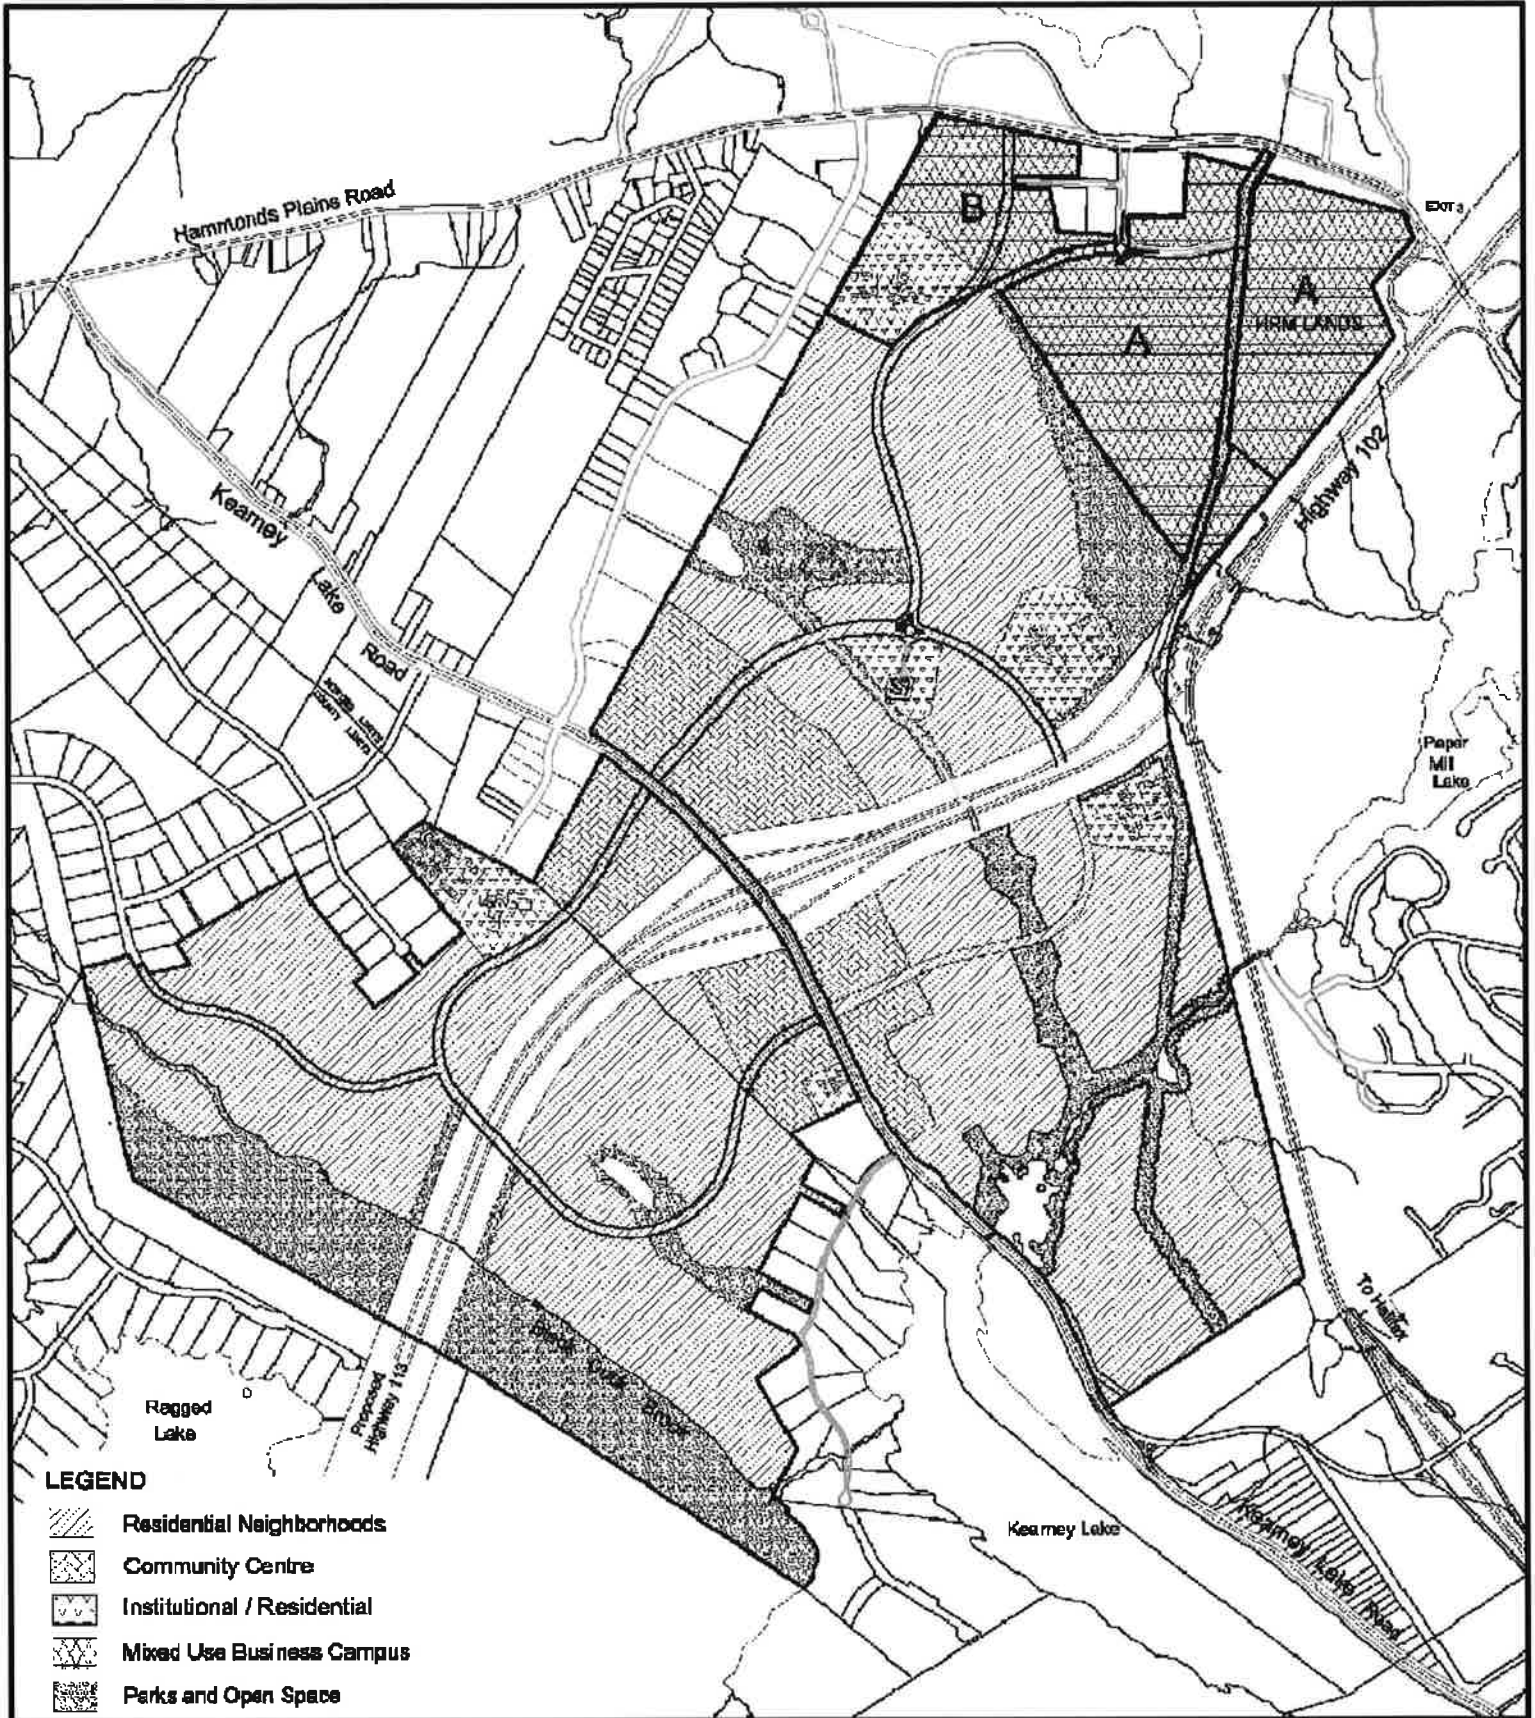 Hammonds Plains Road
EXIT 3
B
A
A
HRM LANDS
Highway 102
Kearney
Lake
Road
Paper
Mill
Lake
To Halifax
Ragged
Lake
Proposed
Highway 113
Black Duck Brook
Kearney Lake
Kearney Lake Road
LEGEND
Residential Neighborhoods
Community Centre
Institutional / Residential
Mixed Use Business Campus
Parks and Open Space